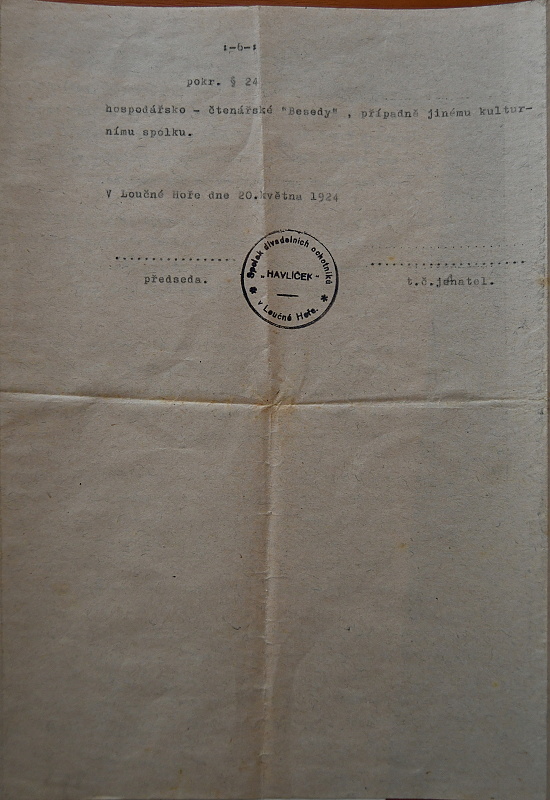 :-6-:
pokr. § 24
hospodářsko - čtenářské "Besedy" , případně jinému kultur-
nímu spolku.
V Loučné Hoře dne 20.května 1924
Spolek divadelních ochotníků
- HAVLÍČEK -
v Loučné Hoře.
předseda.
t.č.jednatel.